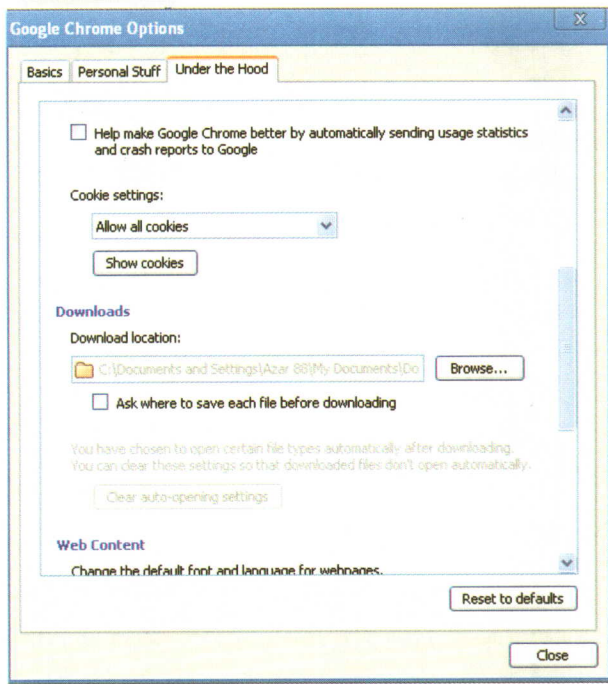 Google Chrome Options
Basics Personal Stuff Under the Hood
Help make Google Chrome better by automatically sending usage statistics
and crash reports to Google
Cookie settings:
Allow all cookies
Show cookies
Downloads
Download location:
C:\Documents and Settings\Azar 88\My Documents\Do Browse...
Ask where to save each file before downloading
You have chosen to open certain file types automatically after downloading.
You can clear these settings so that downloaded files don't open automatically.
Clear auto-opening settings
Web Content
Change the default font and language for webpages.
Reset to defaults
Close